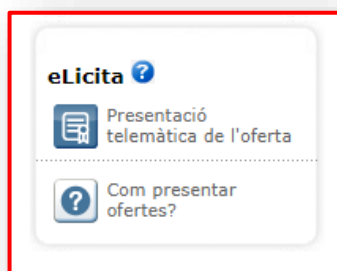 eLicita ?
Presentació
telemàtica de l'oferta
? Com presentar
ofertes?